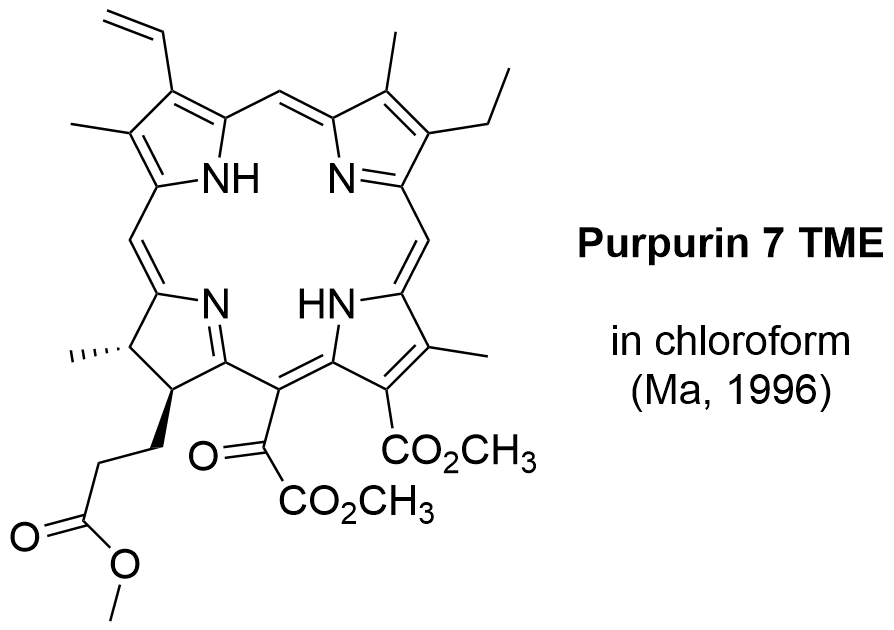 NH
N
N
HN
O
CO₂CH₃
CO₂CH₃
O
O
Purpurin 7 TME
in chloroform
(Ma, 1996)